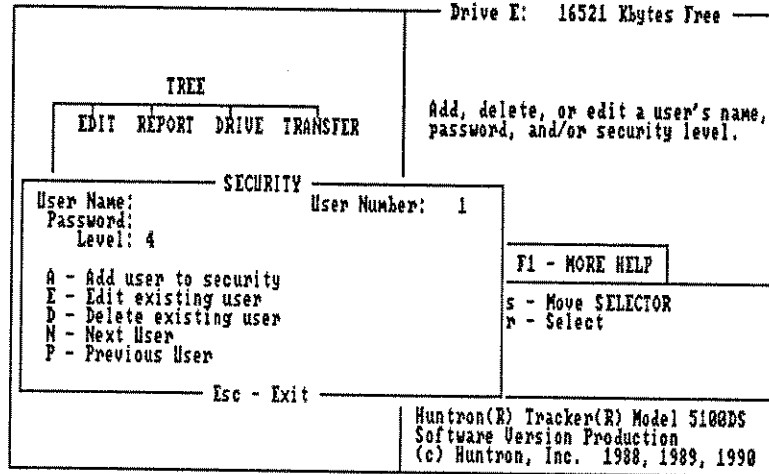 Drive E: 16521 Kbytes Free
TREE
EDIT REPORT DRIVE TRANSFER
Add, delete, or edit a user's name,
password, and/or security level.
SECURITY
User Name: User Number: 1
Password:
Level: 4
A - Add user to security
E - Edit existing user
D - Delete existing user
N - Next User
P - Previous User
Esc - Exit
F1 - MORE HELP
s - Move SELECTOR
r - Select
Huntron(R) Tracker(R) Model 5100DS
Software Version Production
(c) Huntron, Inc. 1988, 1989, 1990